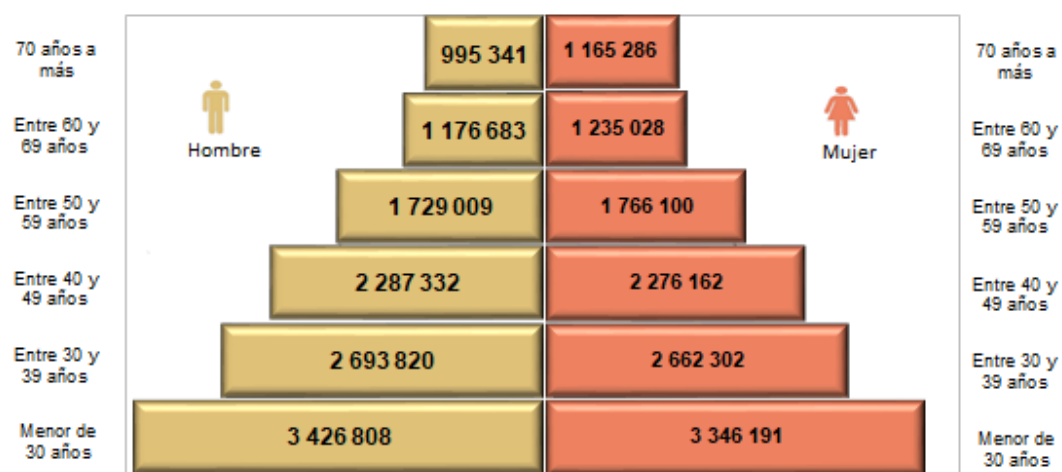 70 años a
más
995 341
1 165 286
70 años a
más
Entre 60 y
69 años
Hombre
1 176 683
1 235 028
Mujer
Entre 60 y
69 años
Entre 50 y
59 años
1 729 009
1 766 100
Entre 50 y
59 años
Entre 40 y
49 años
2 287 332
2 276 162
Entre 40 y
49 años
Entre 30 y
39 años
2 693 820
2 662 302
Entre 30 y
39 años
Menor de
30 años
3 426 808
3 346 191
Menor de
30 años